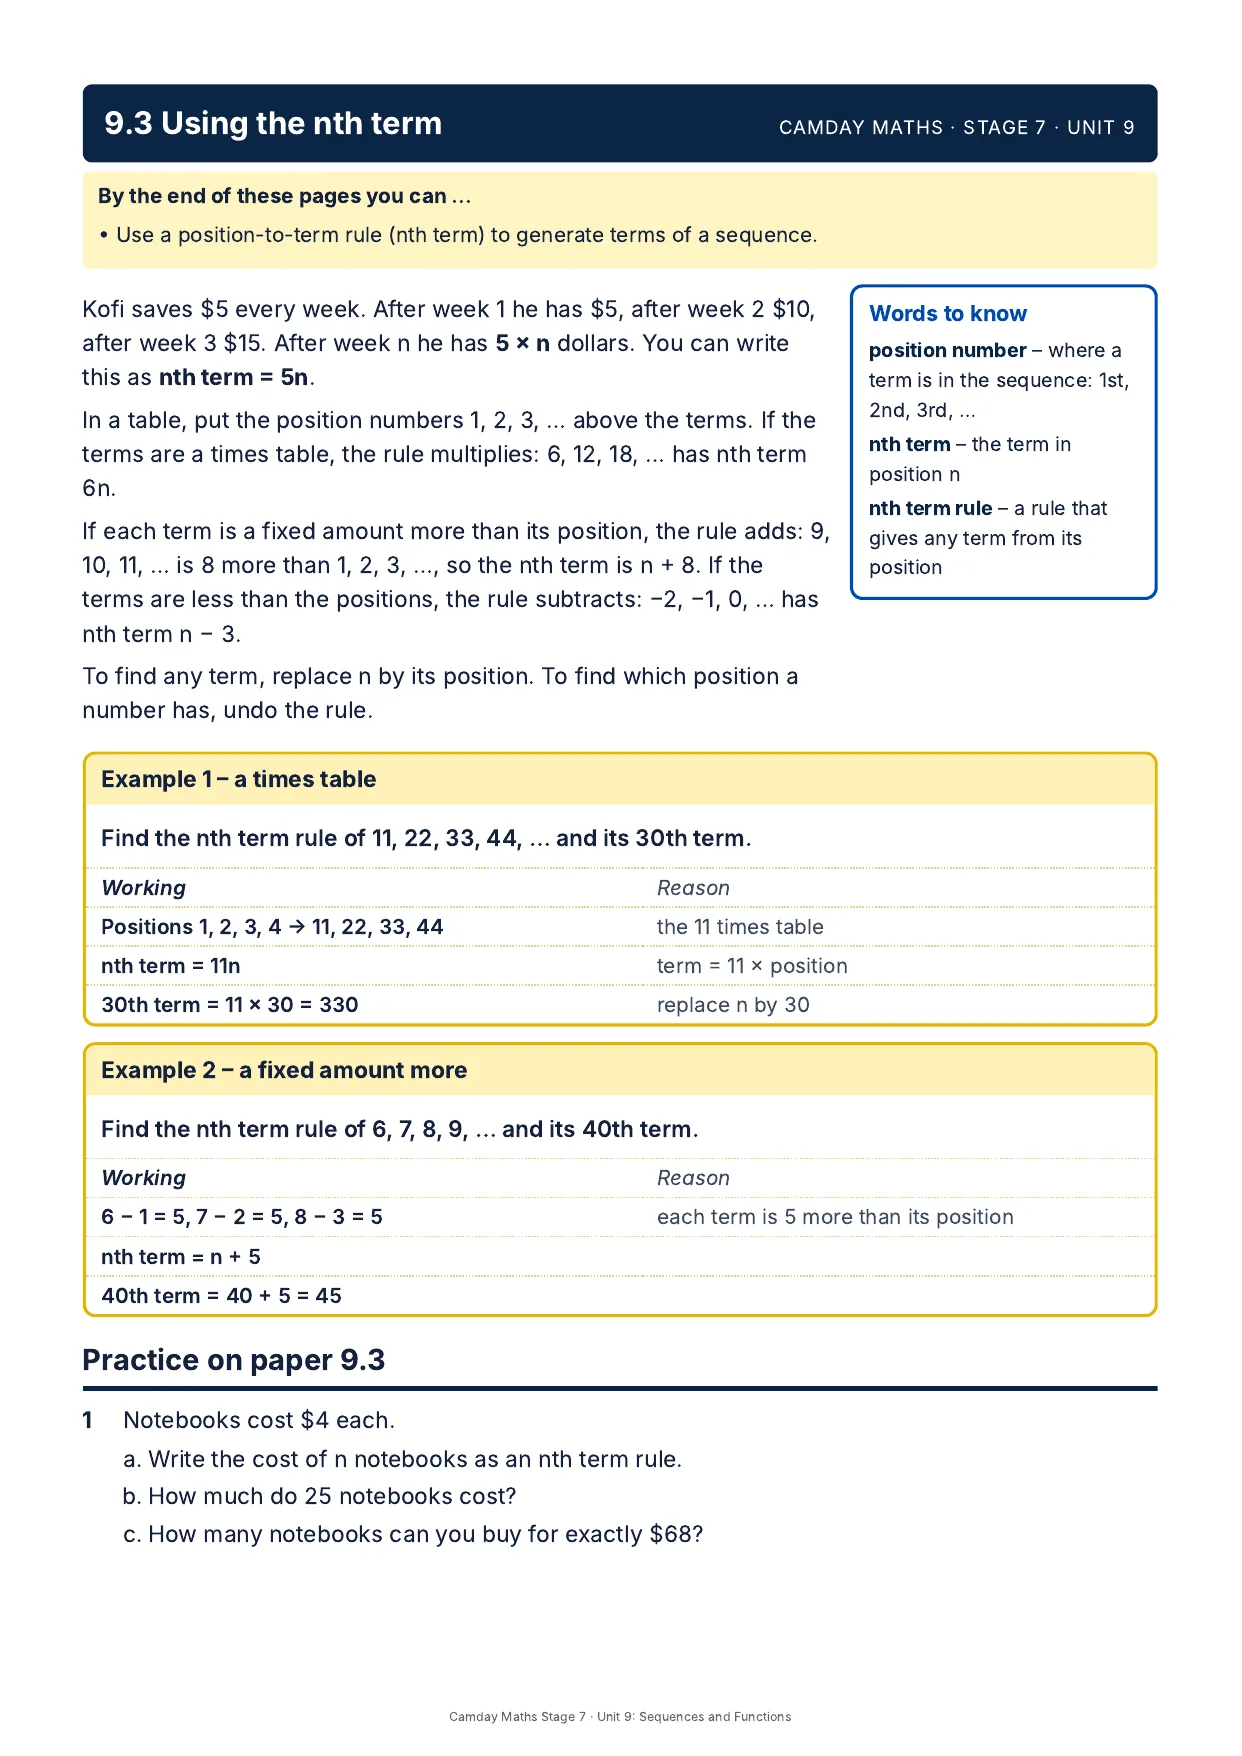 9.3 Using the nth term
CAMDAY MATHS · STAGE 7 · UNIT 9
By the end of these pages you can …
• Use a position-to-term rule (nth term) to generate terms of a sequence.
Kofi saves $5 every week. After week 1 he has $5, after week 2 $10,
after week 3 $15. After week n he has 5 × n dollars. You can write
this as nth term = 5n.
In a table, put the position numbers 1, 2, 3, … above the terms. If the
terms are a times table, the rule multiplies: 6, 12, 18, … has nth term
6n.
If each term is a fixed amount more than its position, the rule adds: 9,
10, 11, … is 8 more than 1, 2, 3, …, so the nth term is n + 8. If the
terms are less than the positions, the rule subtracts: −2, −1, 0, … has
nth term n − 3.
To find any term, replace n by its position. To find which position a
number has, undo the rule.
Words to know
position number – where a
term is in the sequence: 1st,
2nd, 3rd, …
nth term – the term in
position n
nth term rule – a rule that
gives any term from its
position
Example 1 – a times table
Find the nth term rule of 11, 22, 33, 44, … and its 30th term.
Working Reason
Positions 1, 2, 3, 4 → 11, 22, 33, 44 the 11 times table
nth term = 11n term = 11 × position
30th term = 11 × 30 = 330 replace n by 30
Example 2 – a fixed amount more
Find the nth term rule of 6, 7, 8, 9, … and its 40th term.
Working Reason
6 − 1 = 5, 7 − 2 = 5, 8 − 3 = 5 each term is 5 more than its position
nth term = n + 5
40th term = 40 + 5 = 45
Practice on paper 9.3
1 Notebooks cost $4 each.
a. Write the cost of n notebooks as an nth term rule.
b. How much do 25 notebooks cost?
c. How many notebooks can you buy for exactly $68?
Camday Maths Stage 7 · Unit 9: Sequences and Functions